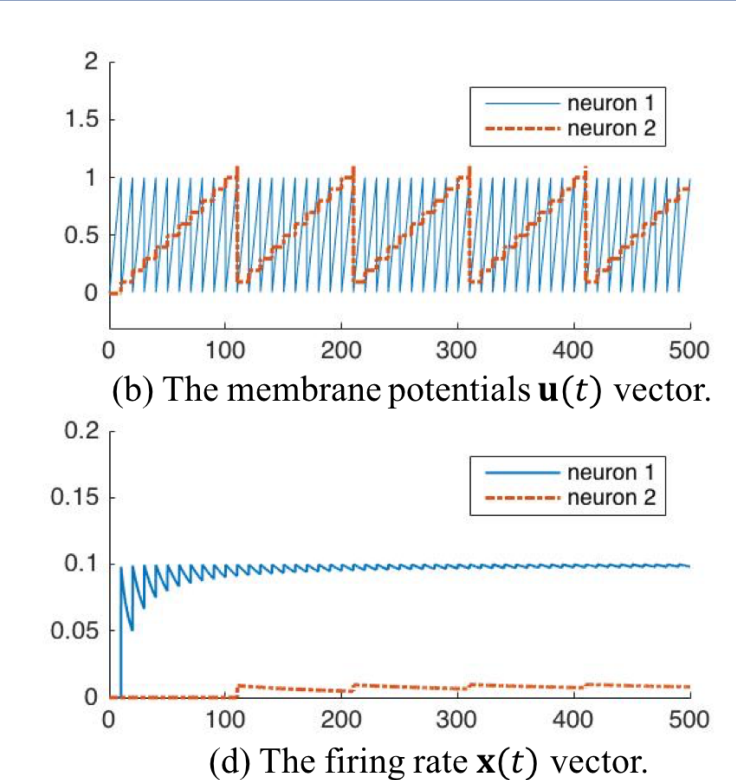 2
1.5
1
0.5
0
neuron 1
neuron 2
0 100 200 300 400 500
(b) The membrane potentials u(t) vector.
0.2
0.15
0.1
0.05
0
neuron 1
neuron 2
0 100 200 300 400 500
(d) The firing rate x(t) vector.